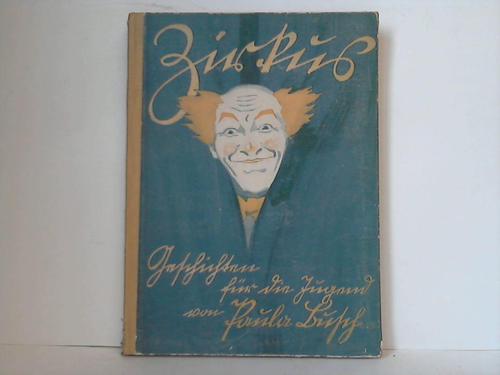 Zirkus
Geschichten
für die Jugend
von Paula Busch